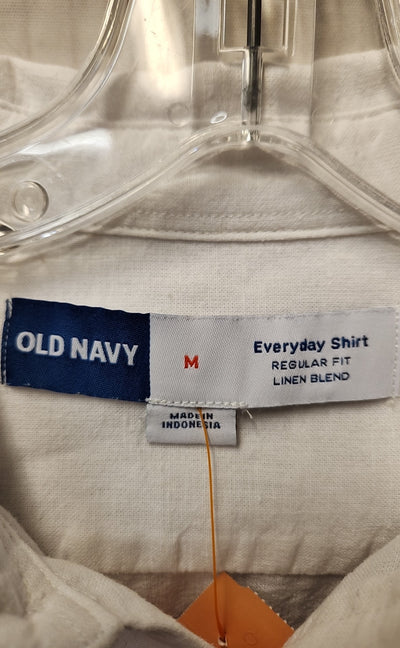 OLD NAVY
M
Everyday Shirt
REGULAR FIT
LINEN BLEND
MADE IN
INDONESIA